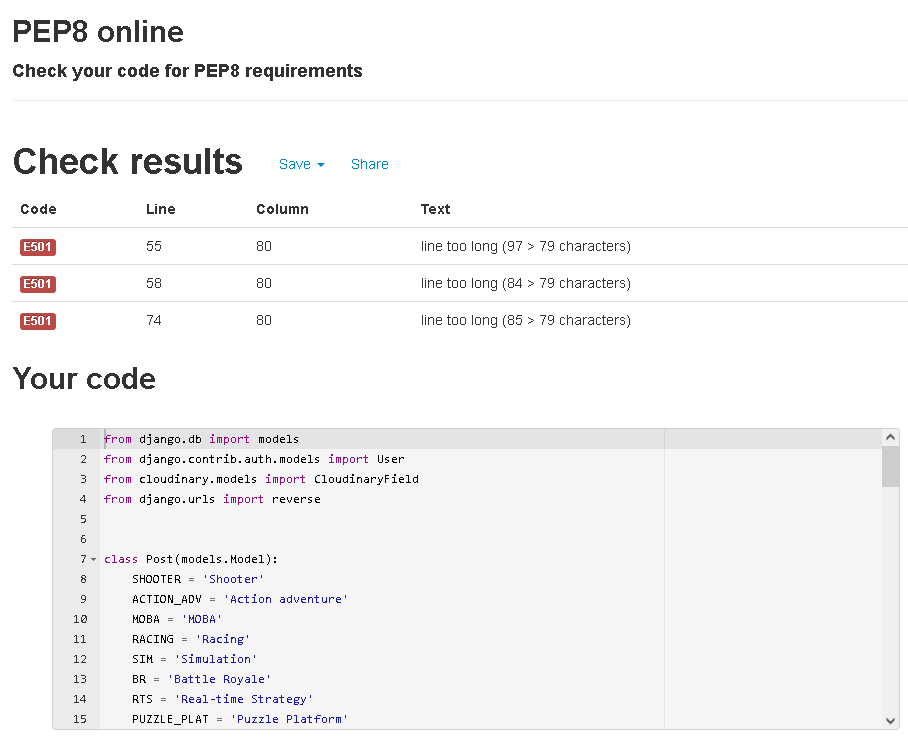 PEP8 online
Check your code for PEP8 requirements
Check results Save Share
Code Line Column Text
E501 55 80 line too long (97 > 79 characters)
E501 58 80 line too long (84 > 79 characters)
E501 74 80 line too long (85 > 79 characters)
Your code
1 from django.db import models
2 from django.contrib.auth.models import User
3 from cloudinary.models import CloudinaryField
4 from django.urls import reverse
5
6
7 class Post(models.Model):
8     SHOOTER = 'Shooter'
9     ACTION_ADV = 'Action adventure'
10     MOBA = 'MOBA'
11     RACING = 'Racing'
12     SIM = 'Simulation'
13     BR = 'Battle Royale'
14     RTS = 'Real-time Strategy'
15     PUZZLE_PLAT = 'Puzzle Platform'